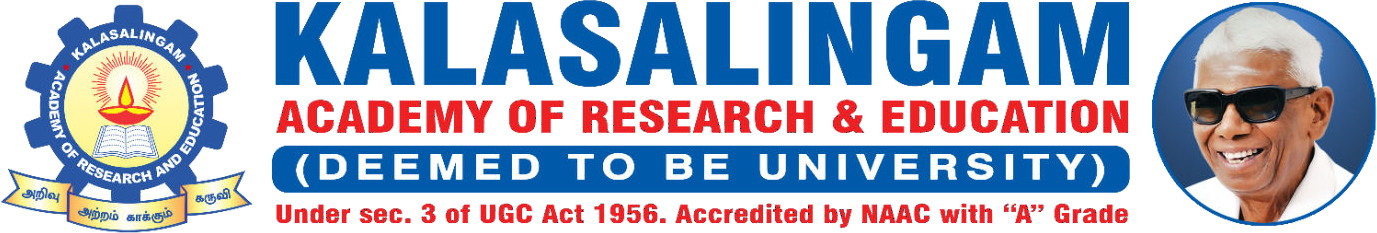 KALASALINGAM
ACADEMY OF RESEARCH AND EDUCATION
அறிவு
அற்றம் காக்கும்
கருவி
KALASALINGAM
ACADEMY OF RESEARCH & EDUCATION
(DEEMED TO BE UNIVERSITY)
Under sec. 3 of UGC Act 1956. Accredited by NAAC with “A” Grade